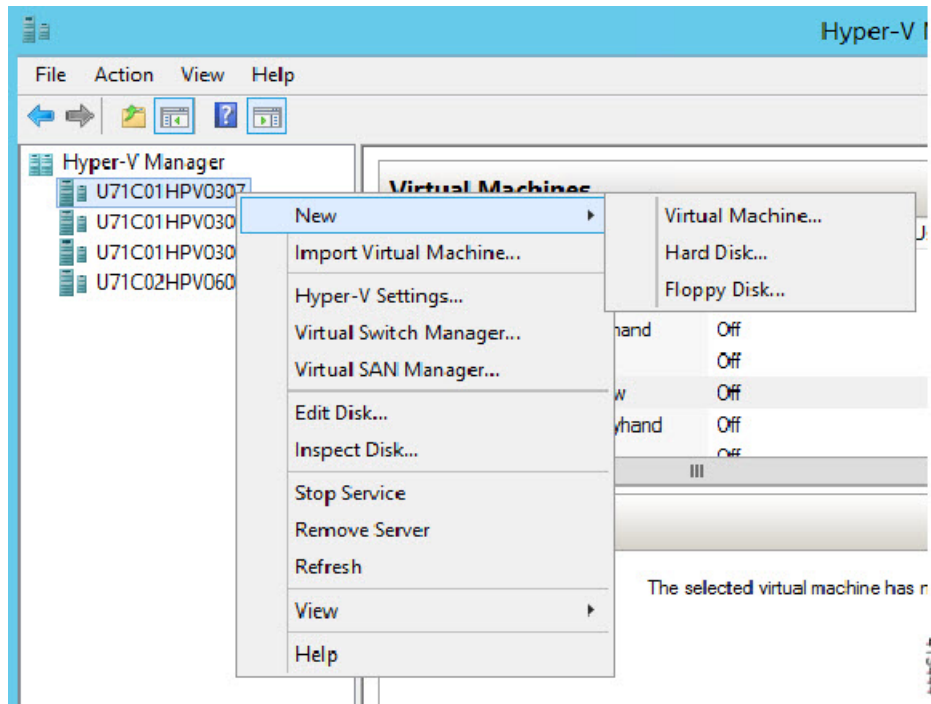 Hyper-V
File Action View Help
Hyper-V Manager
U71C01HPV0307
U71C01HPV030
U71C01HPV030
U71C02HPV060
Virtual Machines
New
Import Virtual Machine...
Hyper-V Settings...
Virtual Switch Manager...
Virtual SAN Manager...
Edit Disk...
Inspect Disk...
Stop Service
Remove Server
Refresh
View
Help
Virtual Machine...
Hard Disk...
Floppy Disk...
hand Off
Off
w Off
yhand Off
Off
The selected virtual machine has